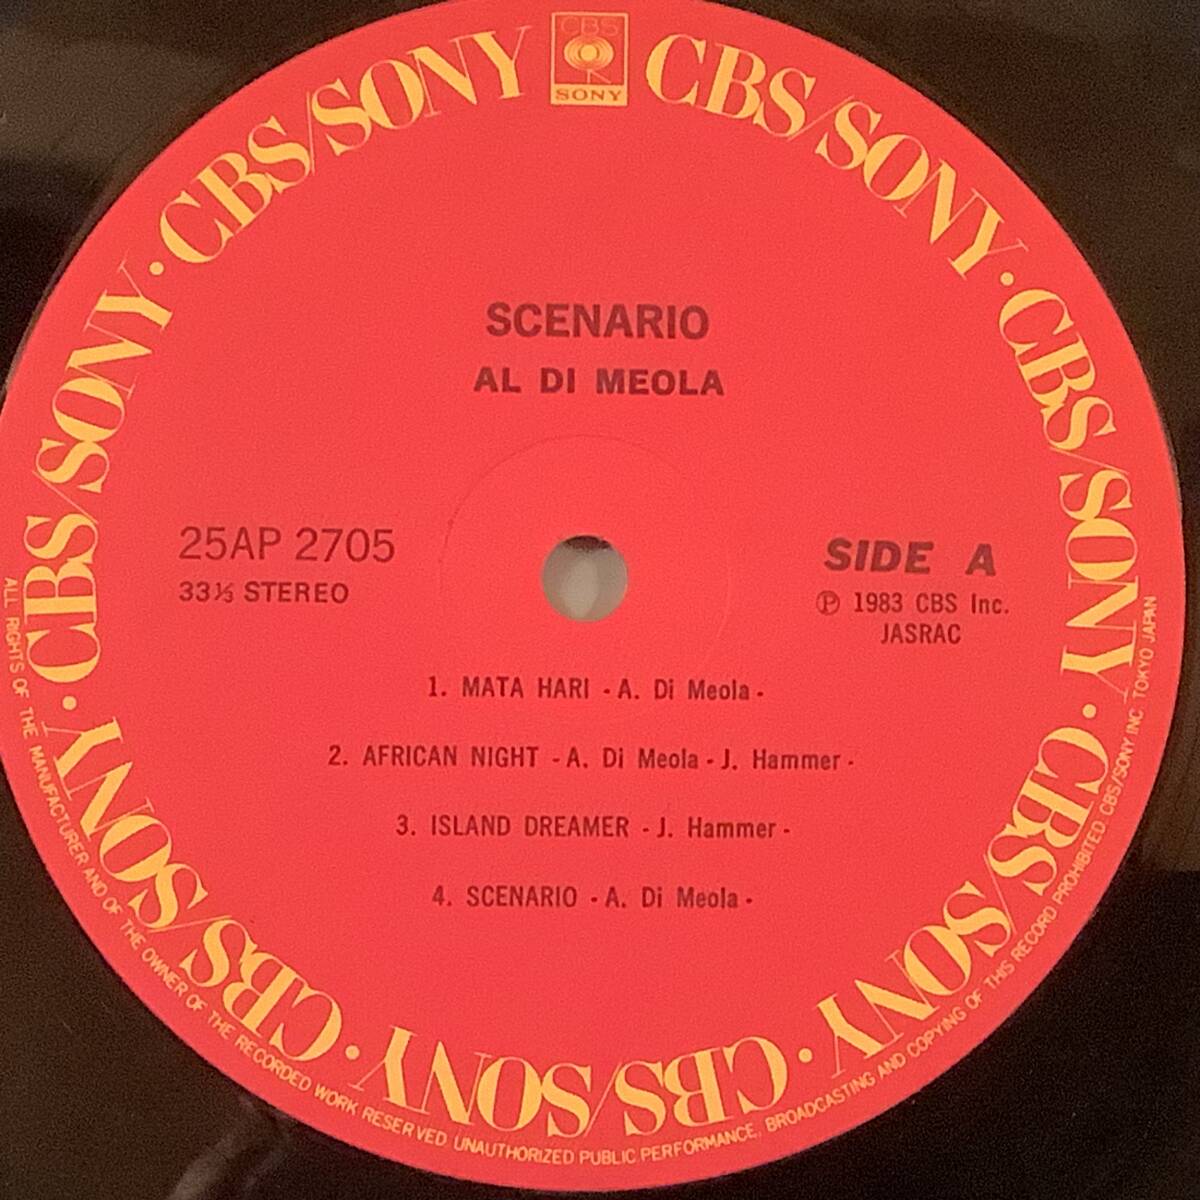 CBS
SONY
CBS/SONY · CBS/SONY · CBS/SONY · CBS/SONY · CBS/SONY · CBS/SONY · CBS/SONY · CBS/SONY
SCENARIO
AL DI MEOLA
25AP 2705
33⅓ STEREO
SIDE A
Ⓟ 1983 CBS Inc.
JASRAC
1. MATA HARI - A. Di Meola -
2. AFRICAN NIGHT - A. Di Meola - J. Hammer -
3. ISLAND DREAMER - J. Hammer -
4. SCENARIO - A. Di Meola -
ALL RIGHTS OF THE MANUFACTURER AND OF THE OWNER OF THE RECORDED WORK RESERVED UNAUTHORIZED PUBLIC PERFORMANCE, BROADCASTING AND COPYING OF THIS RECORD PROHIBITED CBS/SONY INC TOKYO JAPAN